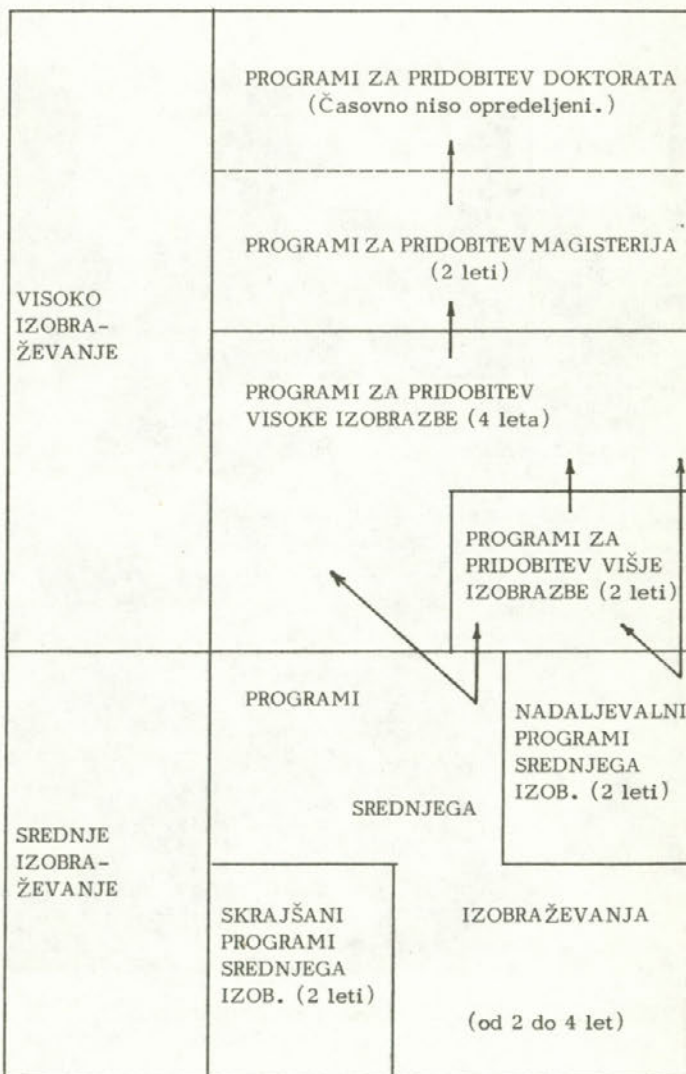 PROGRAMI ZA PRIDOBITEV DOKTORATA
(Časovno niso opredeljeni.)
PROGRAMI ZA PRIDOBITEV MAGISTERIJA
(2 leti)
VISOKO
IZOBRA-
ŽEVANJE
PROGRAMI ZA PRIDOBITEV
VISOKE IZOBRAZBE (4 leta)
PROGRAMI ZA
PRIDOBITEV VIŠJE
IZOBRAZBE (2 leti)
PROGRAMI
SREDNJEGA
NADALJEVALNI
PROGRAMI
SREDNJEGA
IZOB. (2 leti)
SREDNJE
IZOBRA-
ŽEVANJE
SKRAJŠANI
PROGRAMI
SREDNJEGA
IZOB. (2 leti)
IZOBRAŽEVANJA
(od 2 do 4 let)